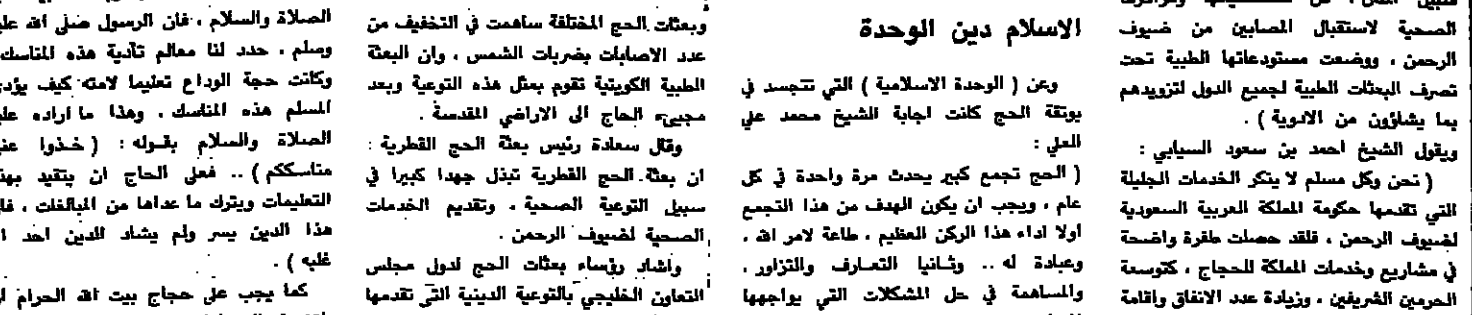 الصحية لاستقبال المصابين من ضيوف
الرحمن ، ووضعت مستودعاتها الطبية تحت
تصرف البعثات الطبية لجميع الدول لتزويدهم
بما يشاؤون من الادوية ) .
ويقول الشيخ احمد بن سعود السيابي :
( نحن وكل مسلم لا ينكر الخدمات الجليلة
التي تقدمها حكومة المملكة العربية السعودية
لضيوف الرحمن ، فلقد حصلت طفرة واضحة
في مشاريع وخدمات المملكة للحجاج ، كتوسعة
الحرمين الشريفين ، وزيادة عدد الانفاق واقامة
الاسلام دين الوحدة
وعن ( الوحدة الاسلامية ) التي تتجسد في
بوتقة الحج كانت اجابة الشيخ محمد علي
العلي :
( الحج تجمع كبير يحدث مرة واحدة في كل
عام ، ويجب ان يكون الهدف من هذا التجمع
اولا اداء هذا الركن العظيم ، طاعة لامر الله ،
وعبادة له .. وثانيا التعارف والتزاور ،
والمساهمة في حل المشكلات التي يواجهها
وبعثات الحج المختلفة ساهمت في التخفيف من
عدد الاصابات بضربات الشمس ، وان البعثة
الطبية الكويتية تقوم بمثل هذه التوعية وبعد
مجيىء الحاج الى الاراضي المقدسة .
وقال سعادة رئيس بعثة الحج القطرية :
ان بعثة الحج القطرية تبذل جهدا كبيرا في
سبيل التوعية الصحية ، وتقديم الخدمات
الصحية لضيوف الرحمن .
واشاد رؤساء بعثات الحج لدول مجلس
التعاون الخليجي بالتوعية الدينية التي تقدمها
الصلاة والسلام ، فان الرسول صلى الله
وسلم ، حدد لنا معالم تأدية هذه المناسك
وكانت حجة الوداع تعليما لامته كيف
المسلم هذه المناسك . وهذا ما اراده
الصلاة والسلام بقوله : ( خذوا
مناسككم ) .. فعلى الحاج ان يتقيد
التعليمات ويترك ما عداها من المبالغات ،
هذا الدين يسر ولم يشاد الدين احد
غلبه ) .
كما يجب على حجاج بيت الله الحرام